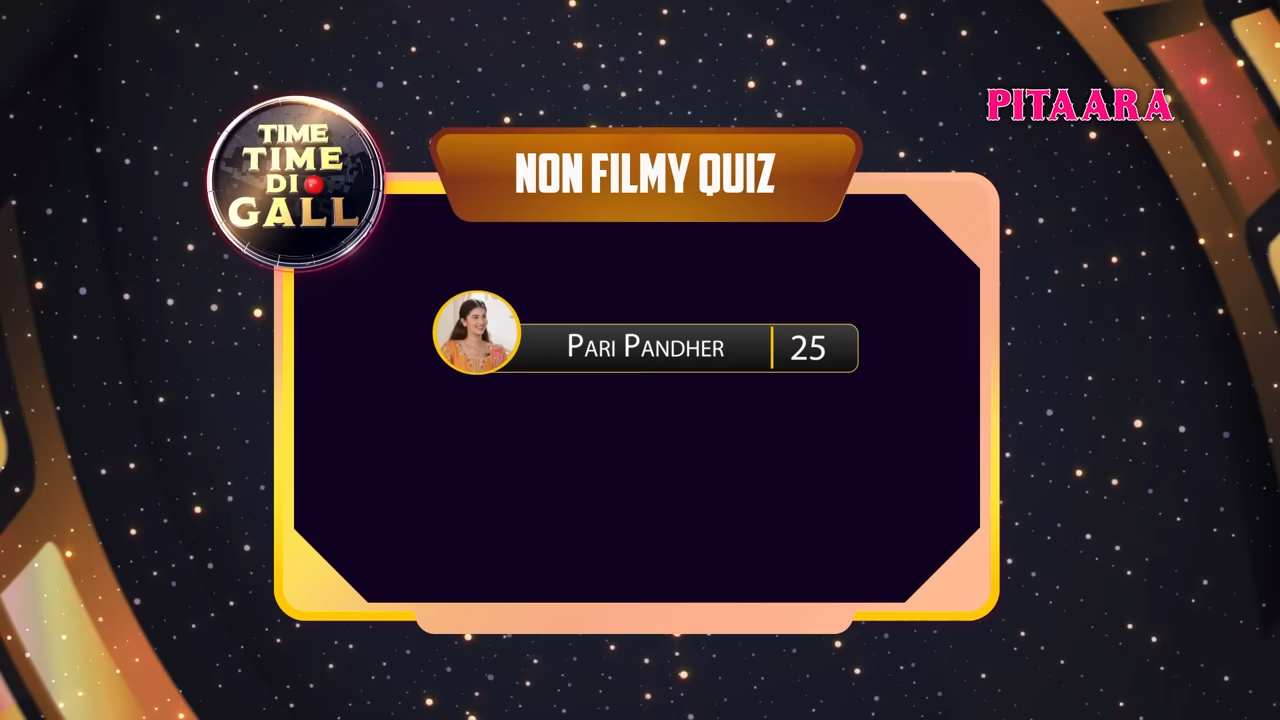 TIME
TIME
DI
GALL
NON FILMY QUIZ
PITAARA
PARI PANDHER 25